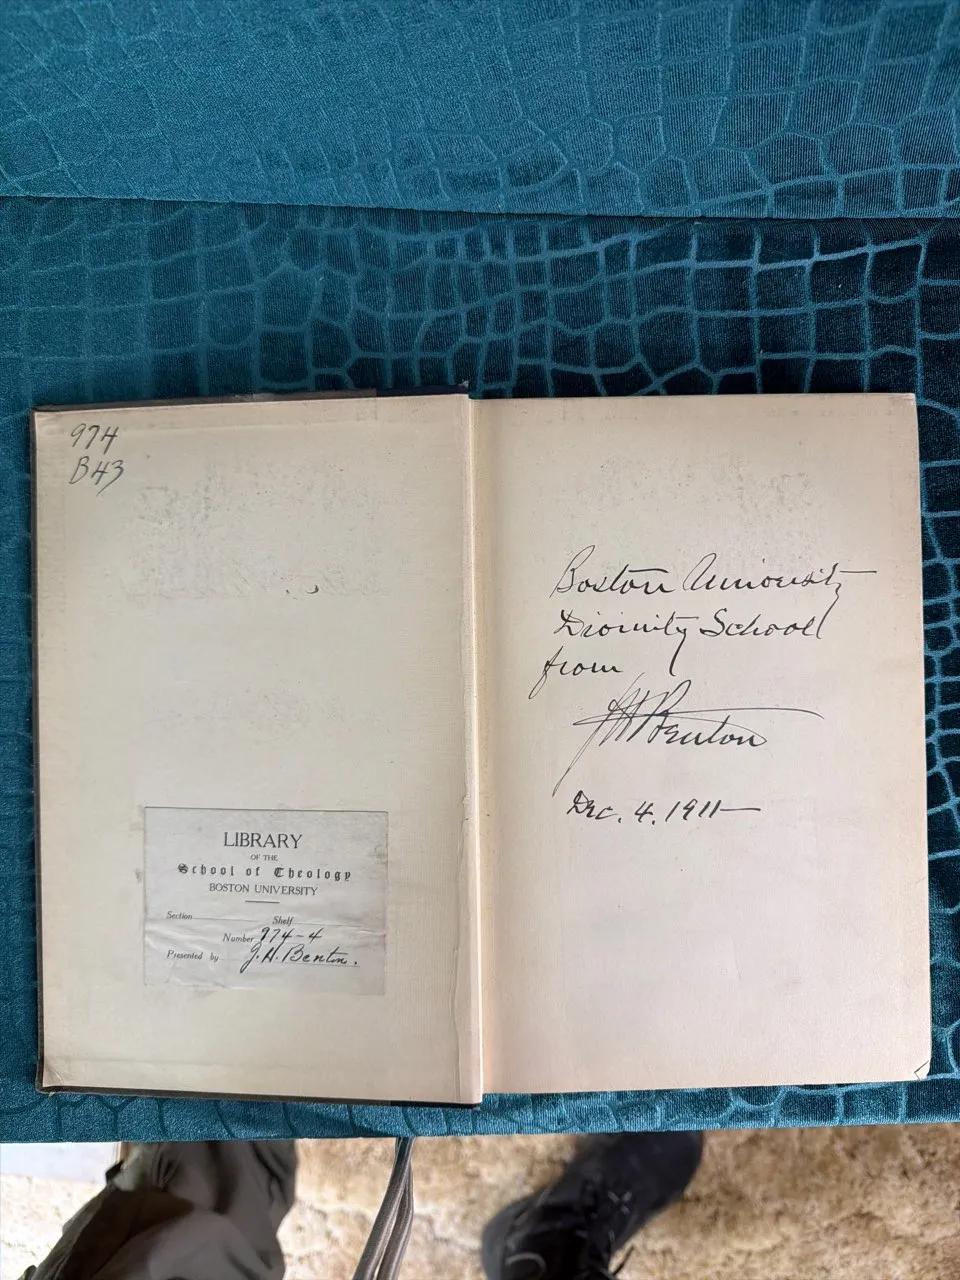 974
B43
LIBRARY
OF THE
School of Theology
BOSTON UNIVERSITY
Section Shelf
Number 974-4
Presented by J. H. Benton.
Boston University
Divinity School
from
J H Benton
Dec. 4. 1911